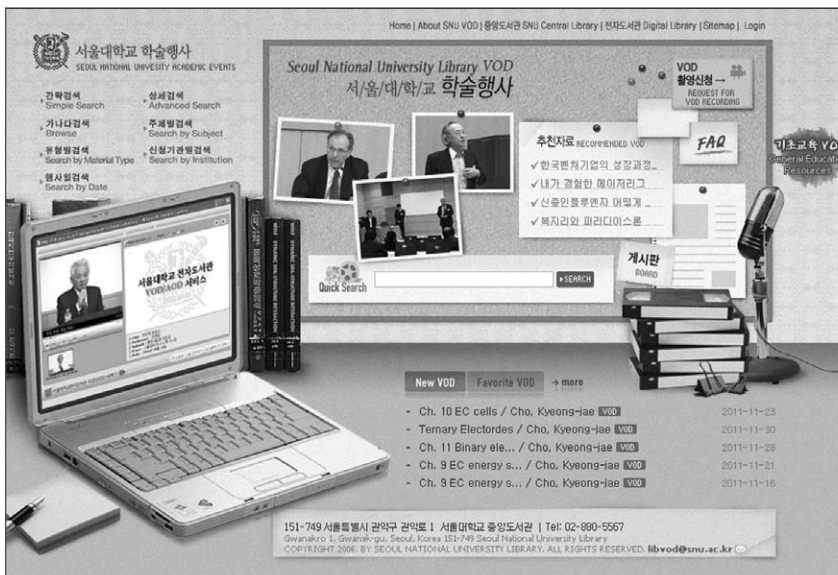 Home | About SNU VOD | 중앙도서관 SNU Central Library | 전자도서관 Digital Library | Sitemap | Login
서울대학교 학술행사
SEOUL NATIONAL UNIVESITY ACADEMIC EVENTS
간략검색
Simple Search
상세검색
Advanced Search
가나다검색
Browse
주제별검색
Search by Subject
유형별검색
Search by Material Type
신청기관별검색
Search by Institution
행사일검색
Search by Date
Seoul National University Library VOD
서/울/대/학/교 학술행사
VOD
촬영신청→
REQUEST FOR
VOD RECORDING
추천자료 RECOMMENDED VOD
✓한국벤처기업의 성장과정..
✓내가 경험한 메이저리그
✓신종인플루엔자 어떻게 ..
✓복지리와 파라다이스론
FAQ
기초교육 VO
General Educatio
Resources
게시판
BOARD
Quick Search
▸SEARCH
서울대학교 전자도서관
VOD/AOD 서비스
WOLF DYNAMIC SOIL-STRUCTURE INTERACTION
New VOD
Favorite VOD
→ more
- Ch. 10 EC cells / Cho, Kyeong-jae VOD 2011-11-23
- Ternary Electordes / Cho, Kyeong-jae VOD 2011-11-30
- Ch. 11 Binary ele... / Cho, Kyeong-jae VOD 2011-11-28
- Ch. 9 EC energy s... / Cho, Kyeong-jae VOD 2011-11-21
- Ch. 9 EC energy s... / Cho, Kyeong-jae VOD 2011-11-16
151-749 서울특별시 관악구 관악로 1 서울대학교 중앙도서관 | Tel: 02-880-5567
Gwanakro 1, Gwanak-gu, Seoul, Korea 151-749 Seoul National University Library
COPYRIGHT 2006. BY SEOUL NATIONAL UNIVERSITY LIBRARY. ALL RIGHTS RESERVED. libvod@snu.ac.kr